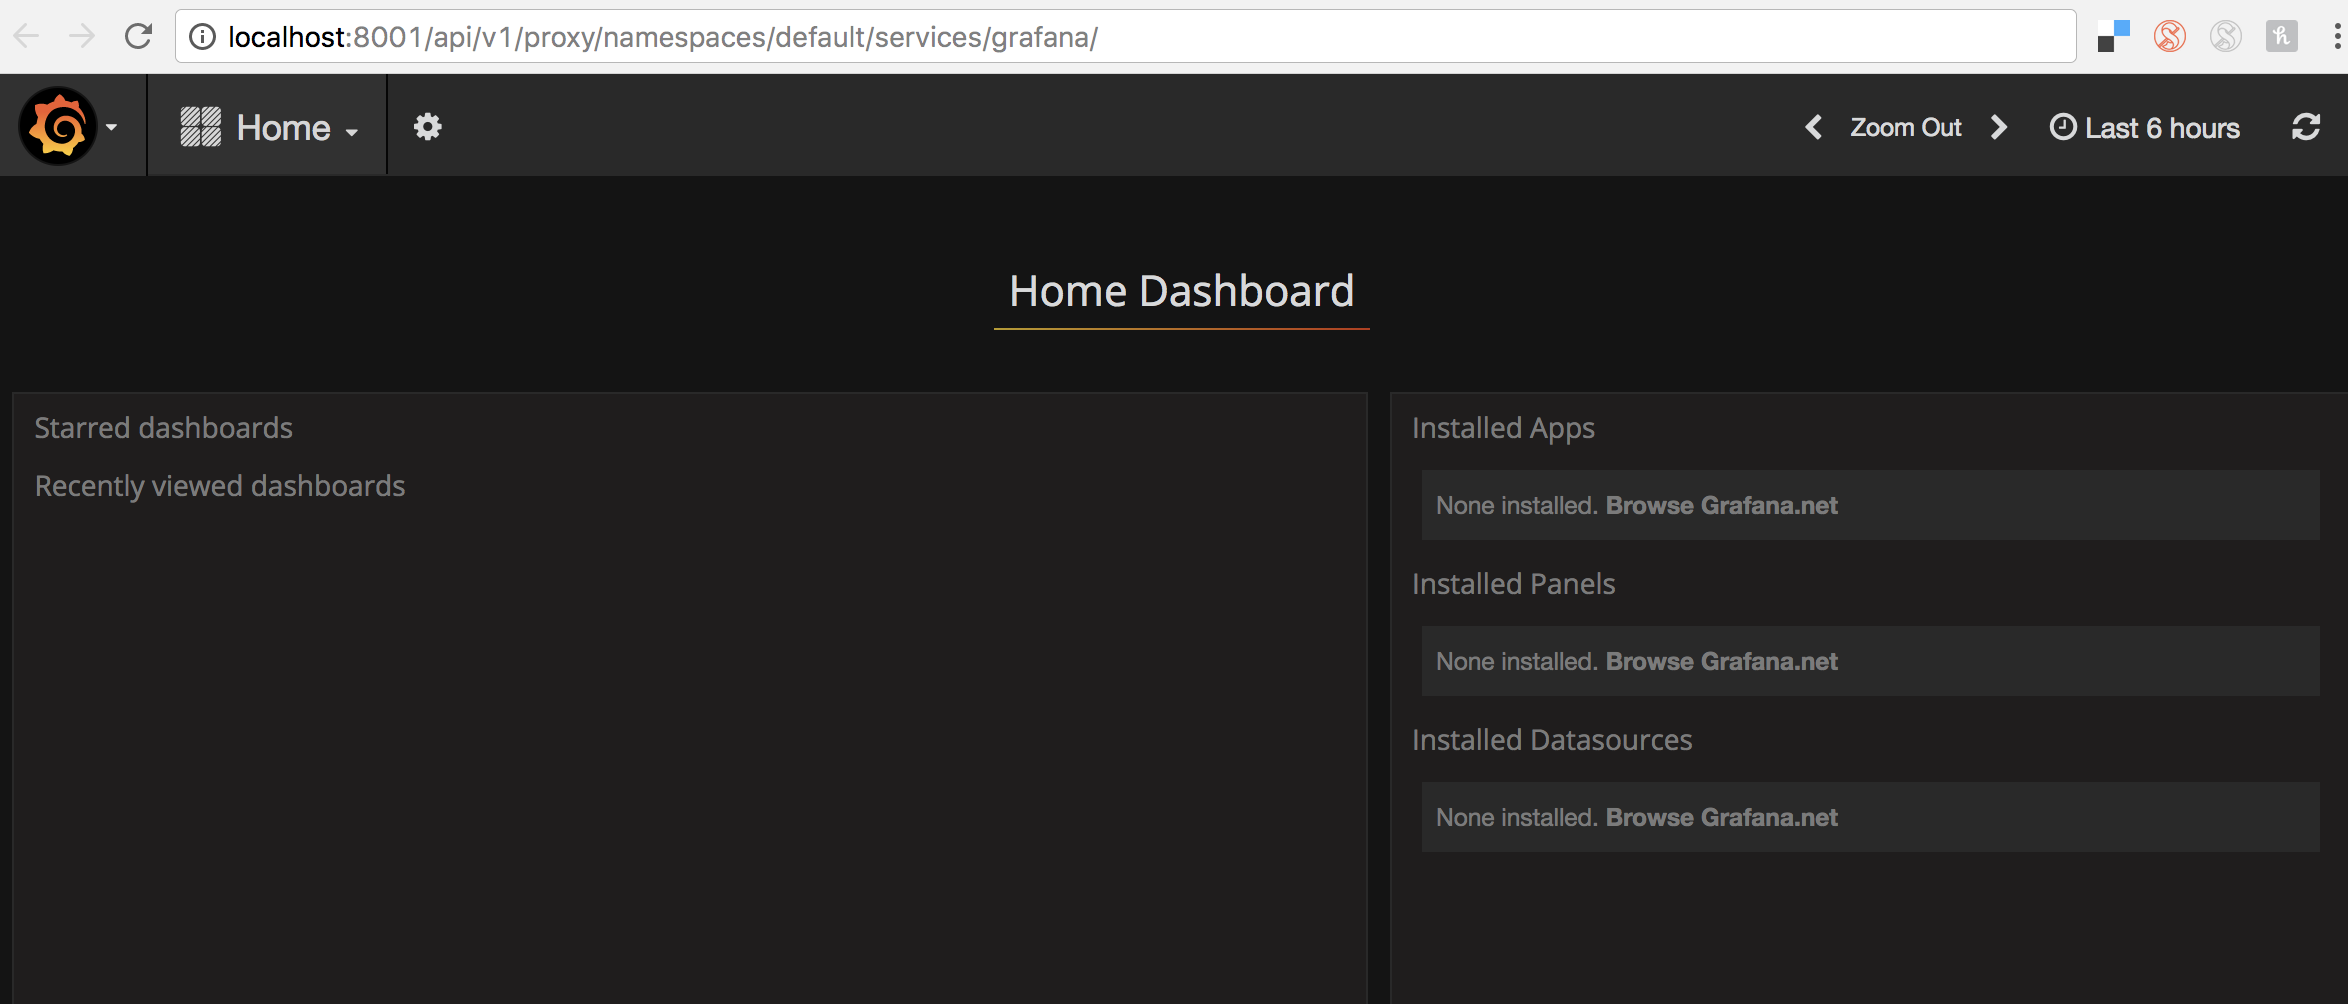 localhost:8001/api/v1/proxy/namespaces/default/services/grafana/
Home
Zoom Out
Last 6 hours
Home Dashboard
Starred dashboards
Recently viewed dashboards
Installed Apps
None installed. Browse Grafana.net
Installed Panels
None installed. Browse Grafana.net
Installed Datasources
None installed. Browse Grafana.net